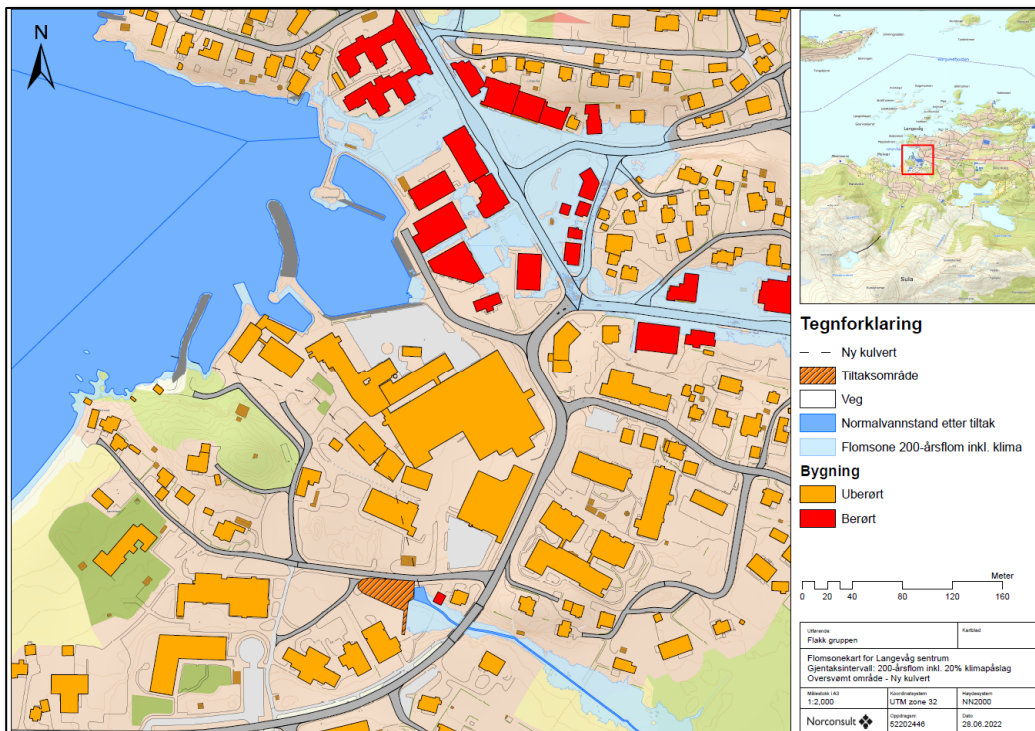 N
Langevåg
Sula
Tegnforklaring
Ny kulvert
Tiltaksområde
Veg
Normalvannstand etter tiltak
Flomsone 200-årsflom inkl. klima
Bygning
Uberørt
Berørt
Meter
0 20 40 80 120 160
Utførende
Flakk gruppen
Kartblad
Flomsonekart for Langevåg sentrum
Gjentaksintervall: 200-årsflom inkl. 20% klimapåslag
Oversvømt område - Ny kulvert
Målestokk (A3)
1:2,000
Koordinatsystem
UTM zone 32
Høydesystem
NN2000
Norconsult
Oppdragsnr.
52202446
Dato
28.06.2022